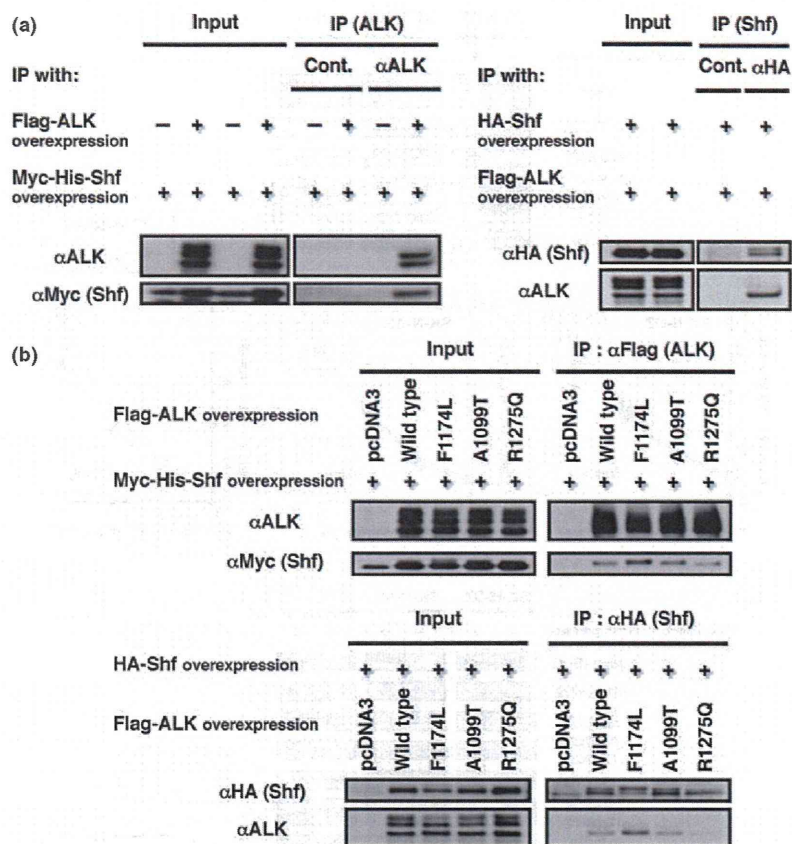 (a)
Input IP (ALK)
IP with: Cont. αALK
Flag-ALK − + − + − + − +
overexpression
Myc-His-Shf + + + + + + + +
overexpression
αALK
αMyc (Shf)
Input IP (Shf)
IP with: Cont. αHA
HA-Shf + + + +
overexpression
Flag-ALK + + + +
overexpression
αHA (Shf)
αALK
(b)
Input IP : αFlag (ALK)
Flag-ALK overexpression pcDNA3 Wild type F1174L A1099T R1275Q pcDNA3 Wild type F1174L A1099T R1275Q
Myc-His-Shf overexpression + + + + + + + + + +
αALK
αMyc (Shf)
Input IP : αHA (Shf)
HA-Shf overexpression + + + + + + + + + +
Flag-ALK overexpression pcDNA3 Wild type F1174L A1099T R1275Q pcDNA3 Wild type F1174L A1099T R1275Q
αHA (Shf)
αALK